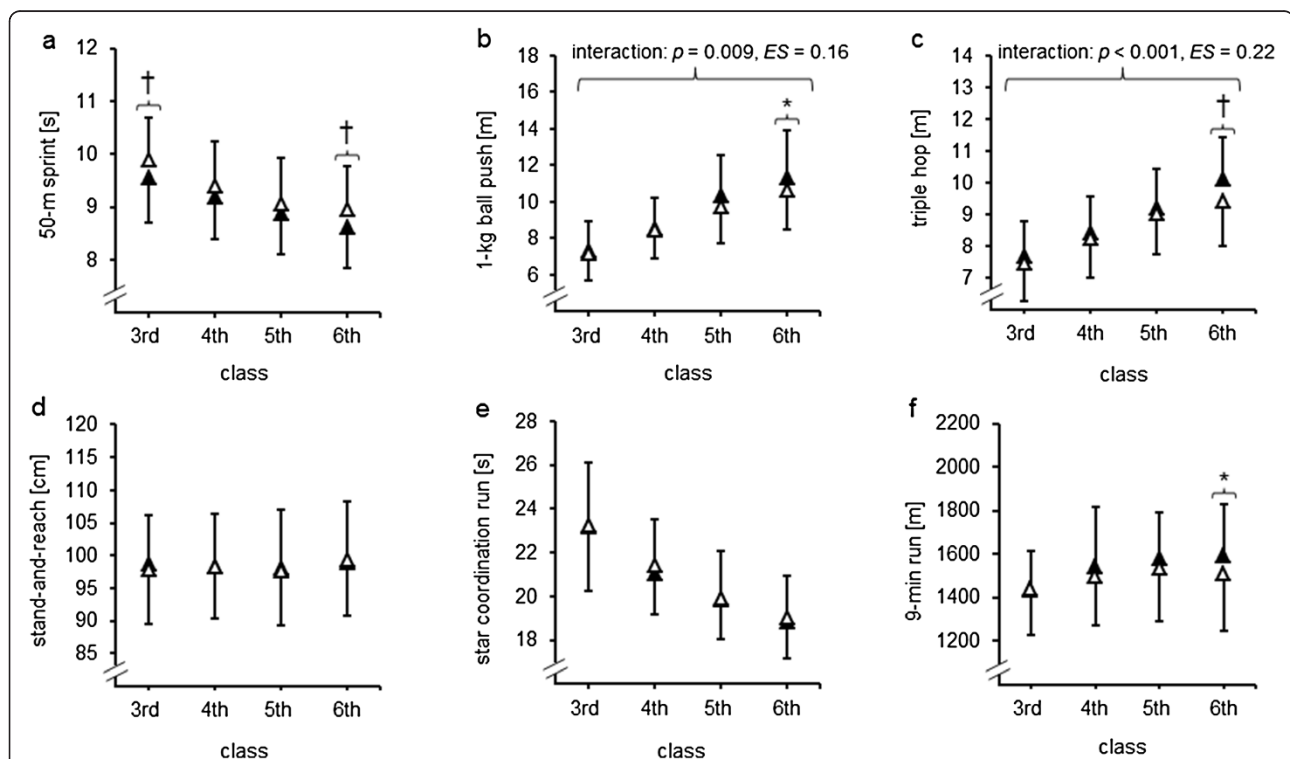 a
12
11
10
9
8
50-m sprint [s]
†
†
3rd 4th 5th 6th
class
b
interaction: p = 0.009, ES = 0.16
18
16
14
12
10
8
6
1-kg ball push [m]
*
3rd 4th 5th 6th
class
c
interaction: p < 0.001, ES = 0.22
14
13
12
11
10
9
8
7
triple hop [m]
†
3rd 4th 5th 6th
class
d
120
115
110
105
100
95
90
85
stand-and-reach [cm]
3rd 4th 5th 6th
class
e
28
26
24
22
20
18
star coordination run [s]
3rd 4th 5th 6th
class
f
2200
2000
1800
1600
1400
1200
9-min run [m]
*
3rd 4th 5th 6th
class